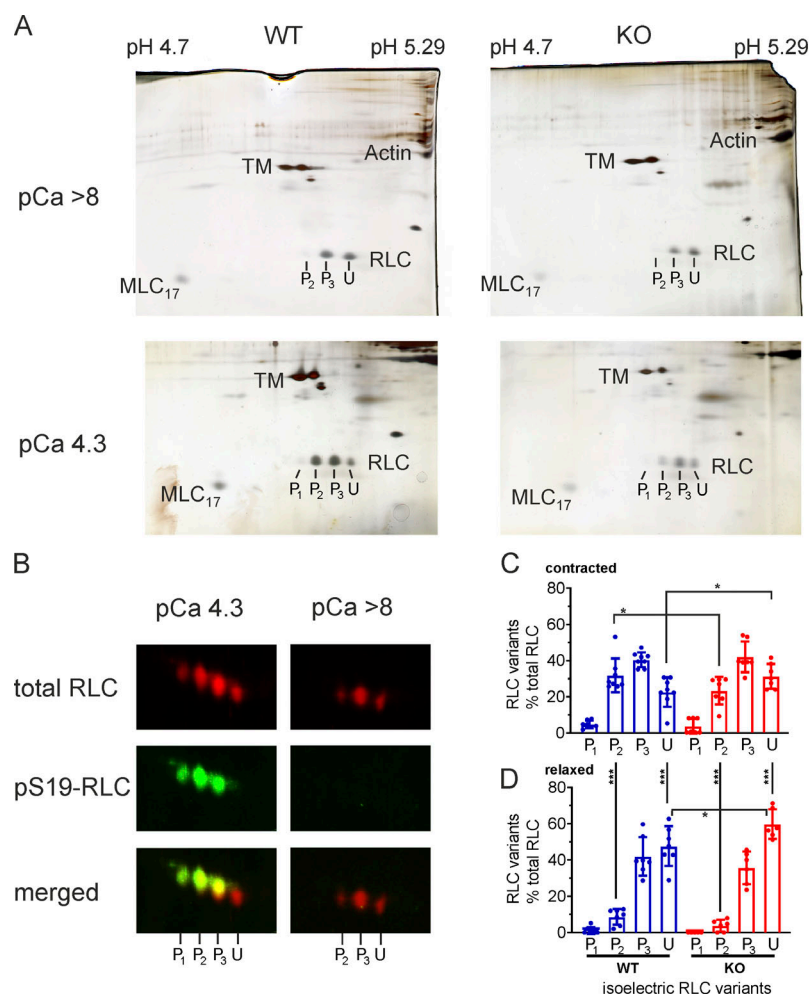 A
WT
KO
pH 4.7
pH 5.29
pH 4.7
pH 5.29
pCa >8
TM
Actin
RLC
P₂ P₃ U
MLC₁₇
TM
Actin
RLC
P₂ P₃ U
MLC₁₇
pCa 4.3
TM
RLC
P₁ P₂ P₃ U
MLC₁₇
TM
RLC
P₁ P₂ P₃ U
MLC₁₇
B
pCa 4.3
pCa >8
total RLC
pS19-RLC
merged
P₁ P₂ P₃ U
P₂ P₃ U
C
contracted
RLC variants
% total RLC
80
60
40
20
0
*
*
P₁ P₂ P₃ U P₁ P₂ P₃ U
D
relaxed
*** *** *** ***
*
RLC variants
% total RLC
80
60
40
20
0
P₁ P₂ P₃ U P₁ P₂ P₃ U
WT KO
isoelectric RLC variants